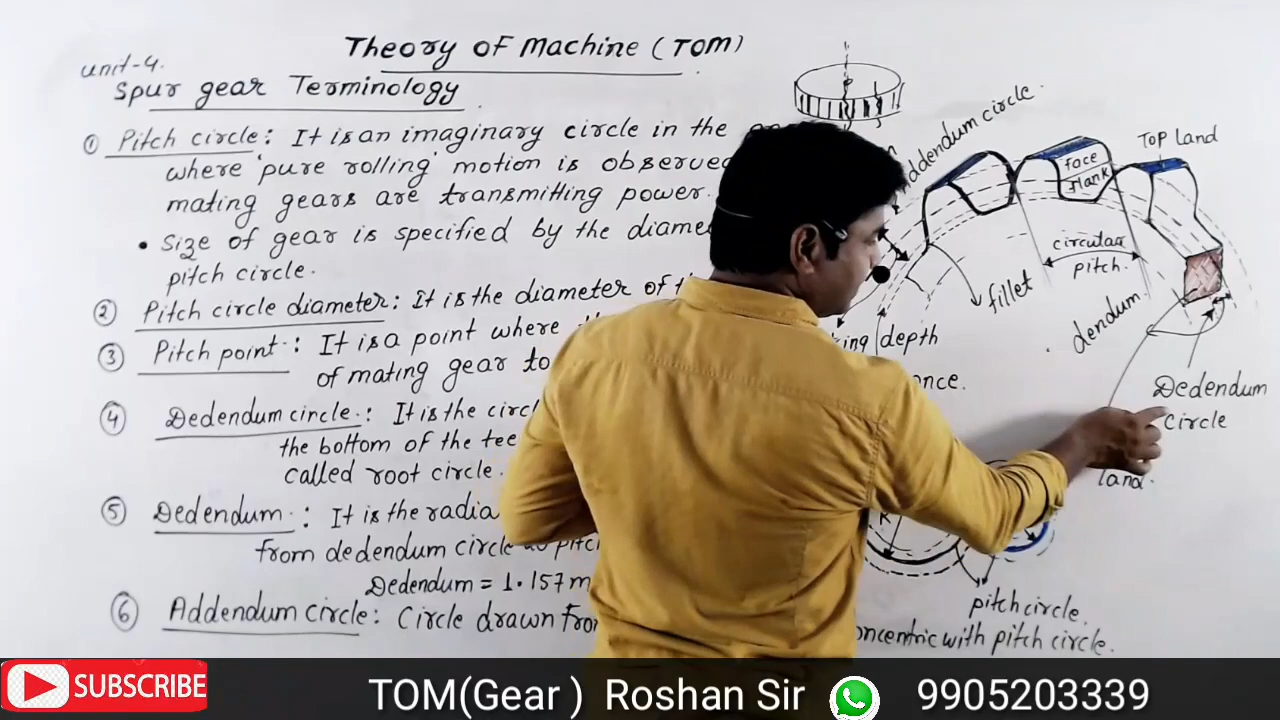 Theory of Machine (TOM)
unit-4.
Spur gear Terminology
① Pitch circle: It is an imaginary circle in the
where 'pure rolling' motion is observed
mating gears are transmitting power.
• Size of gear is specified by the
pitch circle.
② Pitch circle diameter: It is the diameter of
③ Pitch point: It is a point where
of mating gear to
④ Dedendum circle: It is the
the bottom of the
called root circle.
⑤ Dedendum: It is the
from dedendum circle to
Dedendum = 1.157 m
⑥ Addendum circle: Circle drawn
Addendum circle.
Top Land
Face
Flank
circular
pitch.
fillet
dendum
depth
Dedendum
circle
land.
R
pitch circle.
concentric with pitch circle.
SUBSCRIBE
TOM(Gear ) Roshan Sir 9905203339